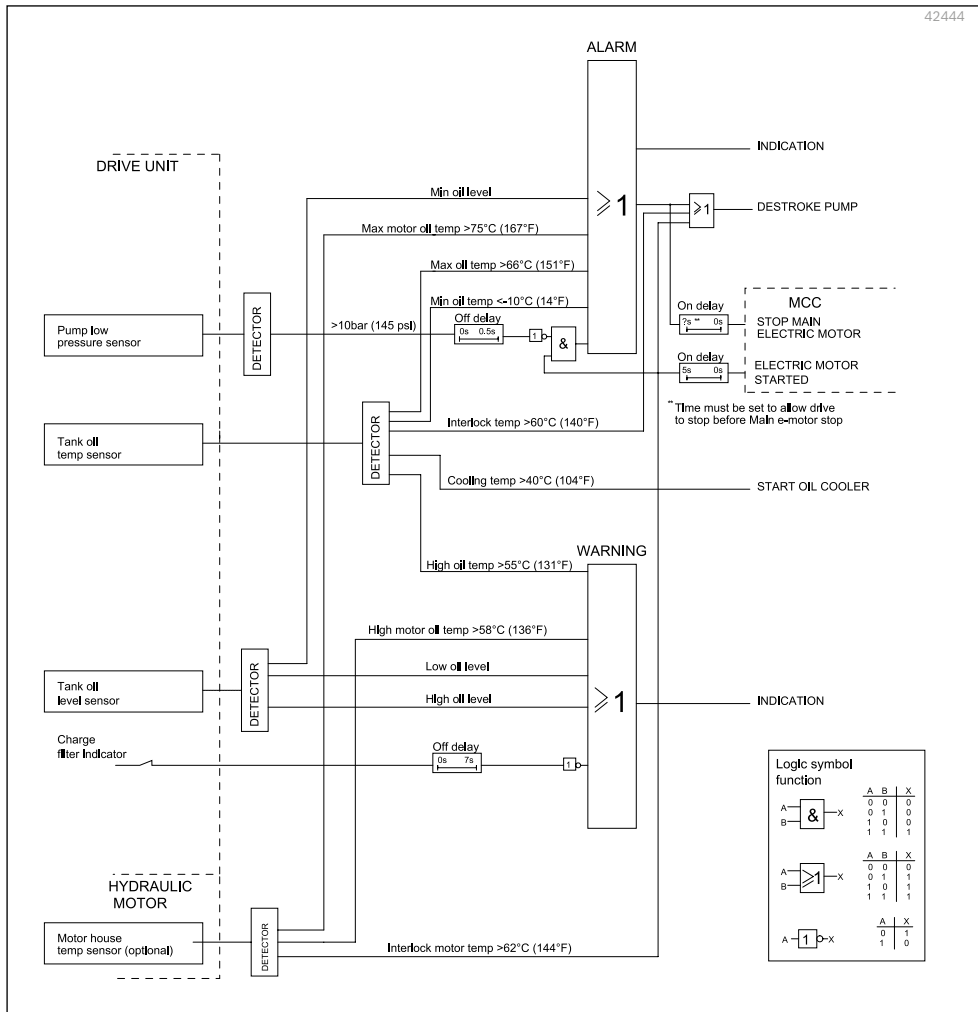 42444
ALARM
INDICATION
DRIVE UNIT
Min oil level
≥1
≥1
DESTROKE PUMP
Max motor oil temp >75°C (167°F)
Max oil temp >66°C (151°F)
Min oil temp <-10°C (14°F)
On delay
MCC
Pump low
pressure sensor
DETECTOR
>10bar (145 psi)
Off delay
0s 0.5s
1
&
?s ** 0s
STOP MAIN
ELECTRIC MOTOR
On delay
5s 0s
ELECTRIC MOTOR
STARTED
** Time must be set to allow drive
to stop before Main e-motor stop
Tank oil
temp sensor
DETECTOR
Interlock temp >60°C (140°F)
Cooling temp >40°C (104°F)
START OIL COOLER
WARNING
High oil temp >55°C (131°F)
High motor oil temp >58°C (136°F)
Tank oil
level sensor
DETECTOR
Low oil level
High oil level
≥1
INDICATION
Charge
filter indicator
Off delay
0s 7s
1
Logic symbol
function
A
B
&
X
A B X
0 0 0
0 1 0
1 0 0
1 1 1
A
B
≥1
X
A B X
0 0 0
0 1 1
1 0 1
1 1 1
A
1
X
A X
0 1
1 0
HYDRAULIC
MOTOR
Motor house
temp sensor (optional)
DETECTOR
Interlock motor temp >62°C (144°F)